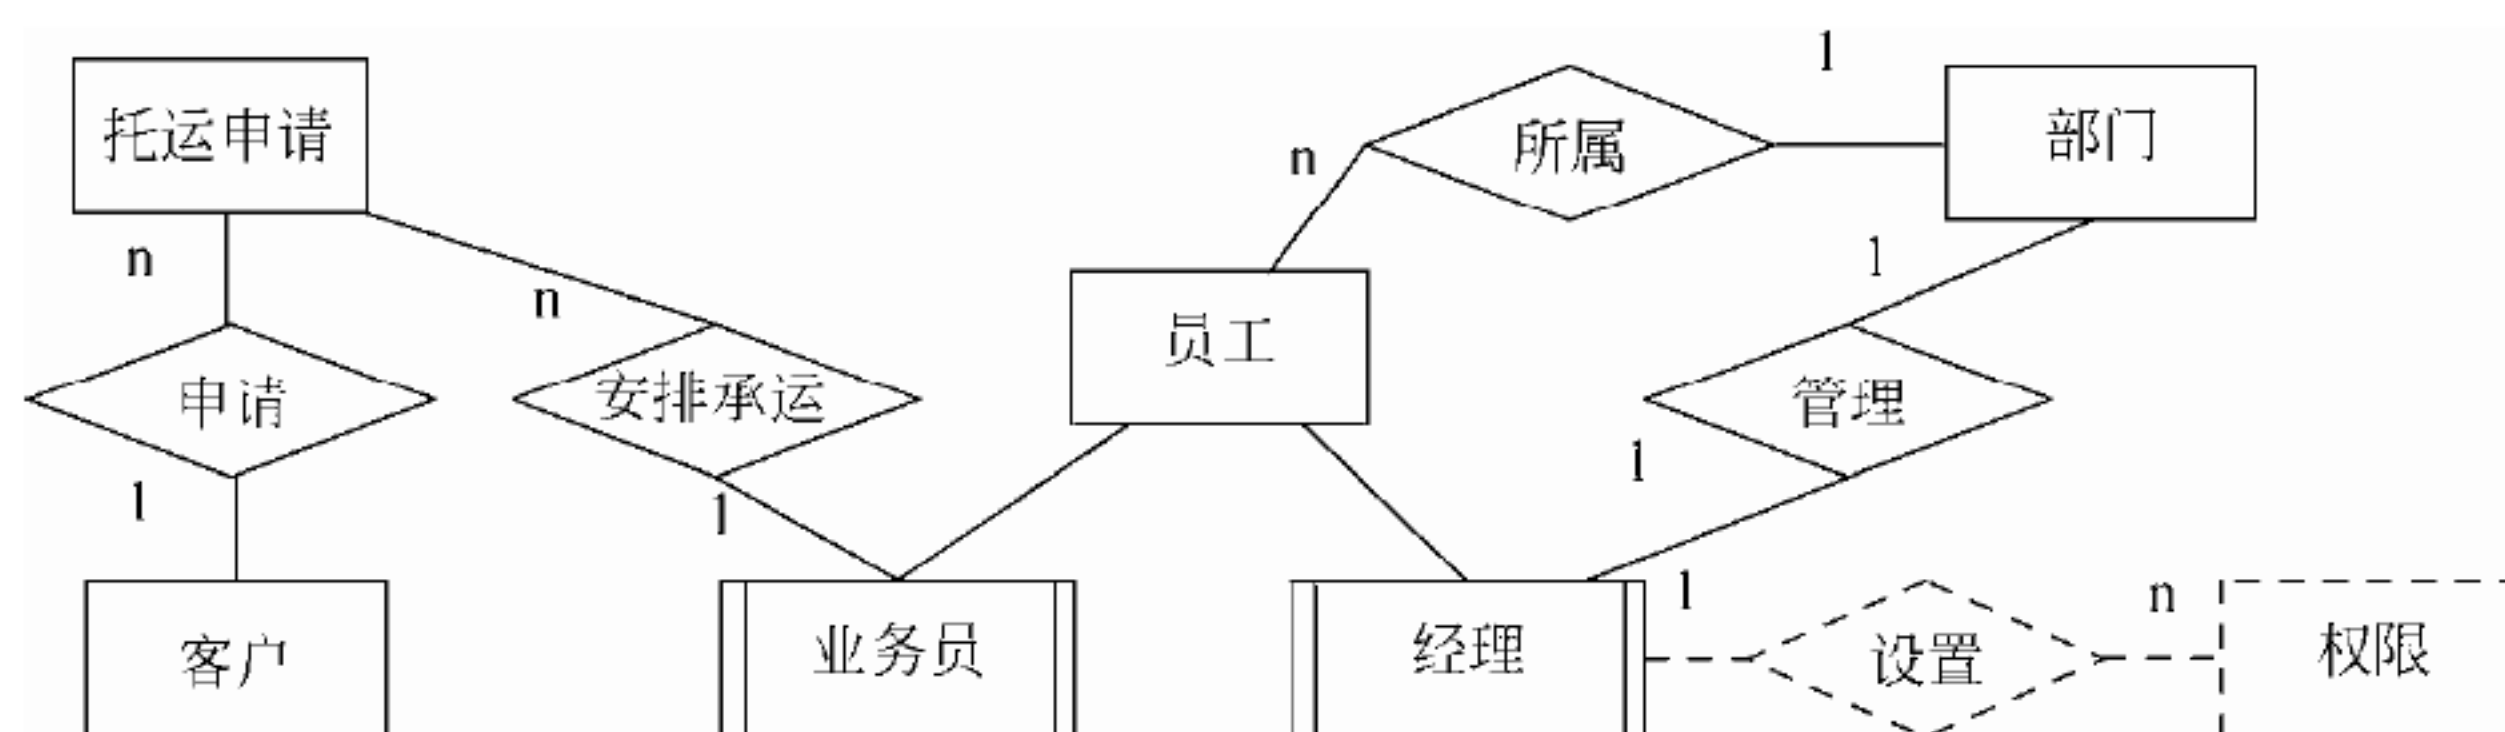 1
托运申请
所属
部门
n
n
1
n
员工
申请
安排承运
管理
1
1
1
1
n
客户
业务员
经理
设置
权限